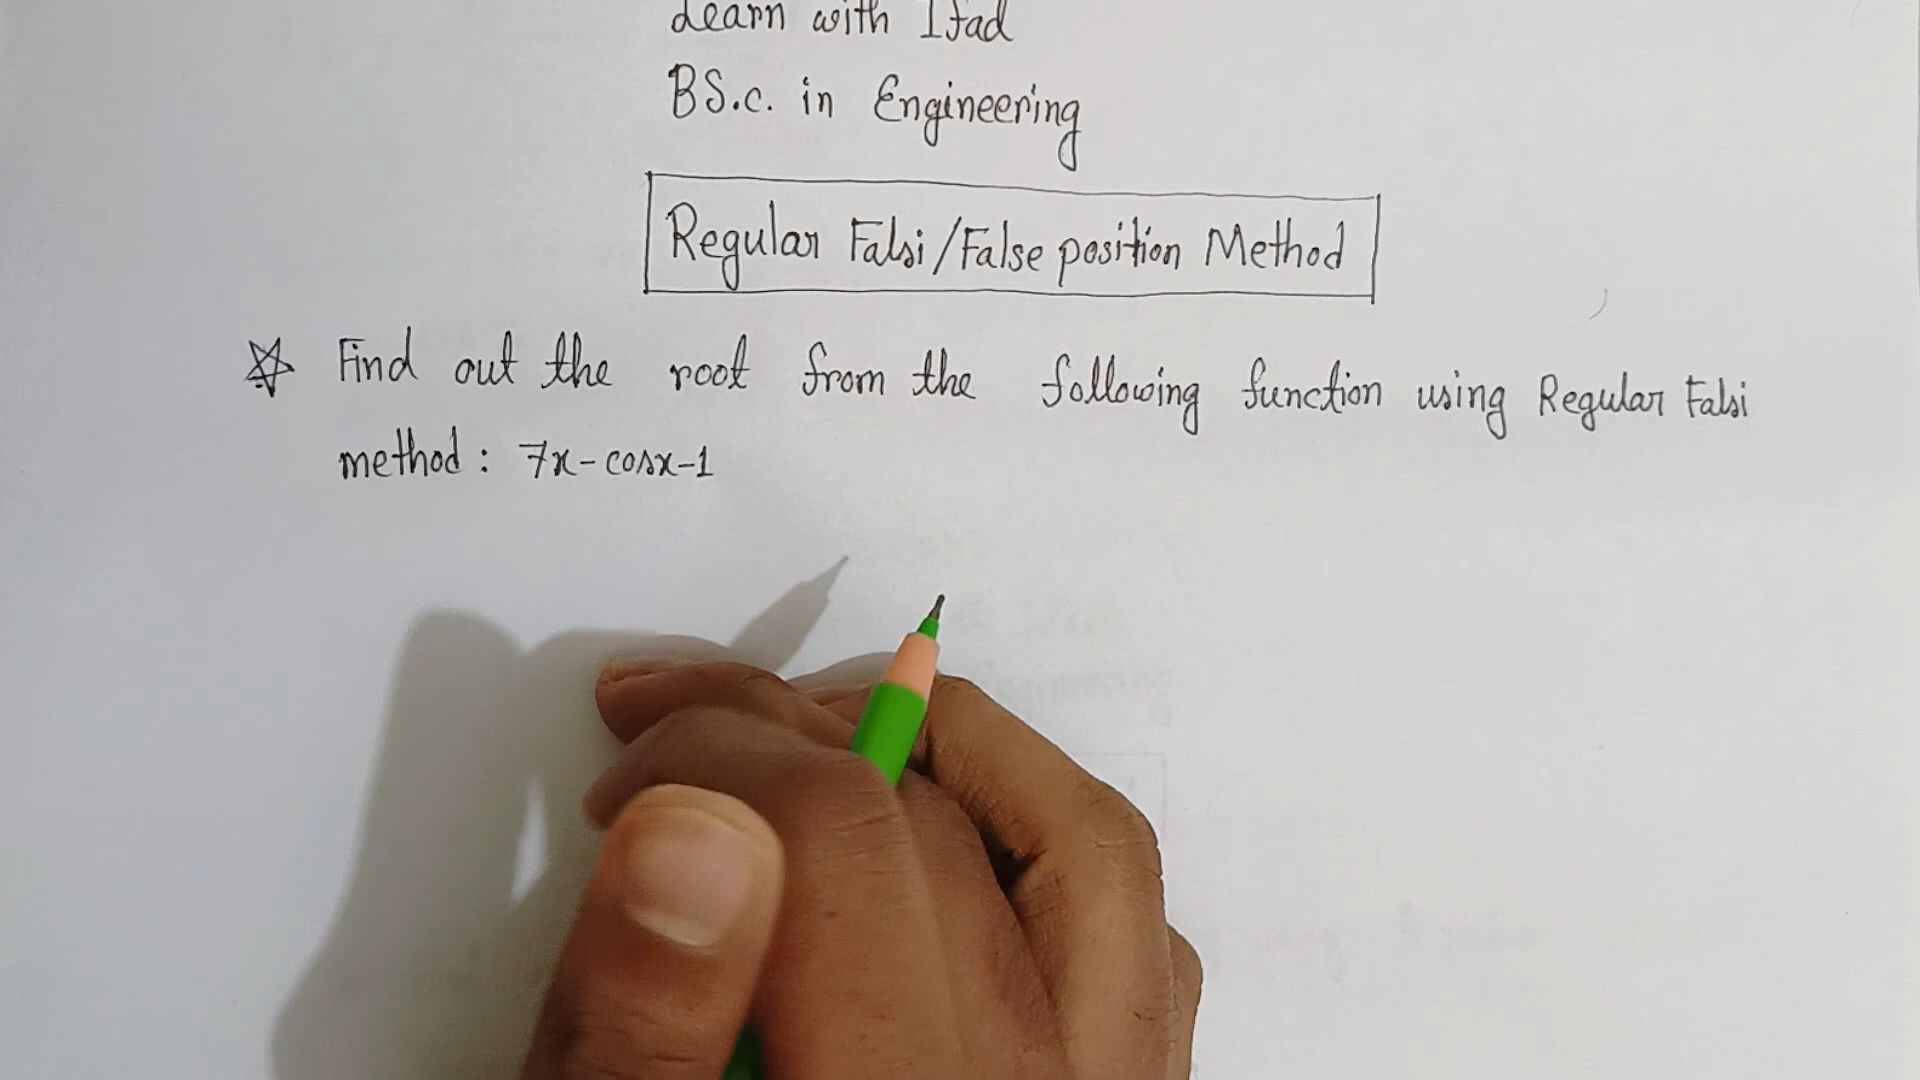 Learn with Ifad
BS.c. in Engineering
Regular Falsi/False position Method
Find out the root from the following function using Regular Falsi
method: 7x-cosx-1